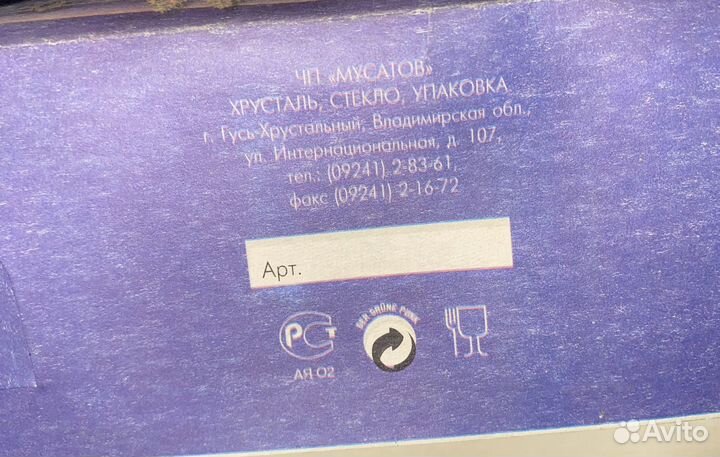 ЧП «МУСАТОВ»
ХРУСТАЛЬ, СТЕКЛО, УПАКОВКА
г. Гусь-Хрустальный, Владимирская обл.,
ул. Интернациональная, д. 107,
тел.: (09241) 2-83-61,
факс (09241) 2-16-72
Арт.
РСТ
АЯ 02
DER GRÜNE PUNKT
Avito